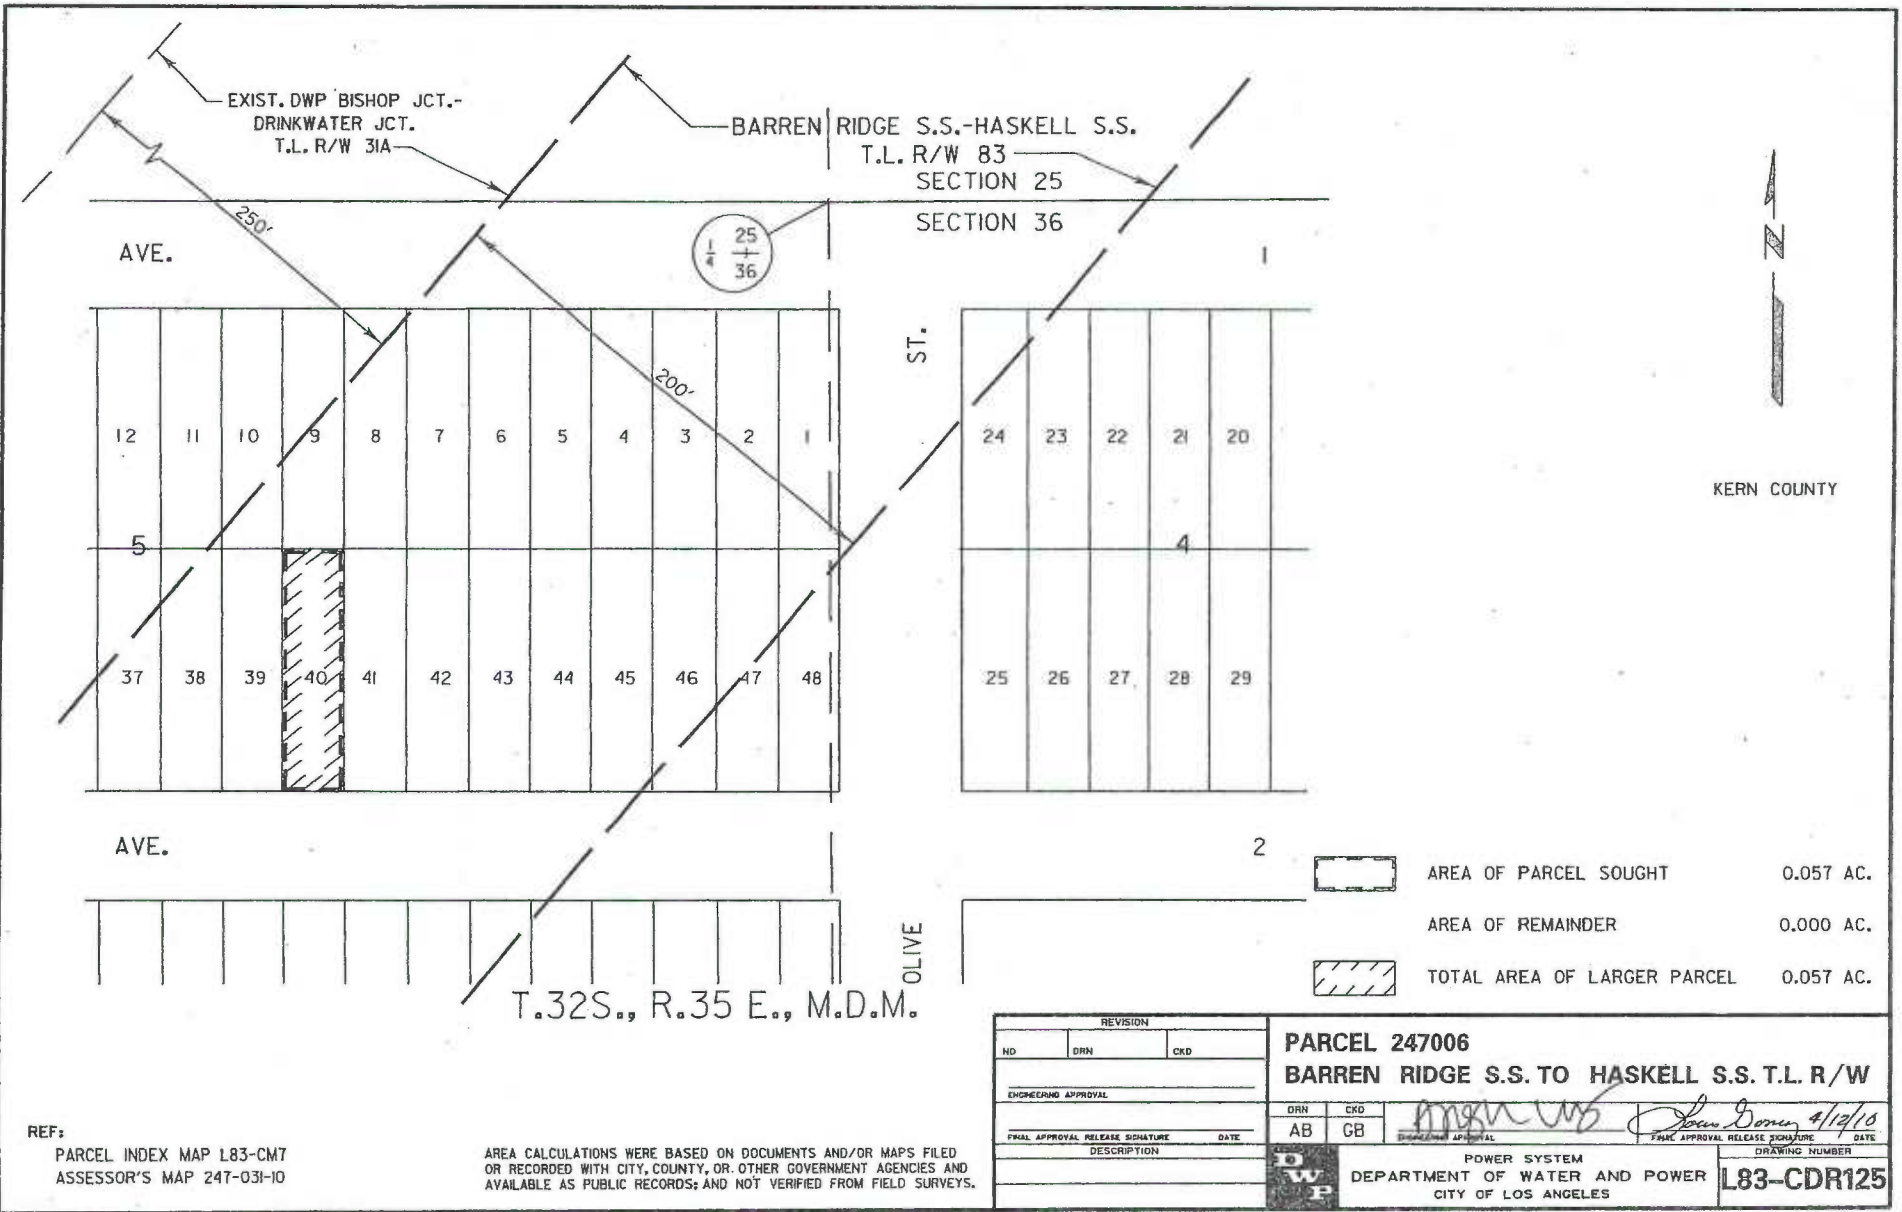 EXIST. DWP BISHOP JCT.-
DRINKWATER JCT.
T.L. R/W 31A
BARREN RIDGE S.S.-HASKELL S.S.
T.L. R/W 83
SECTION 25
SECTION 36
1/4 25
36
250'
200'
AVE.
1
ST.
12 11 10 9 8 7 6 5 4 3 2 1
24 23 22 21 20
N
KERN COUNTY
5
4
37 38 39 40 41 42 43 44 45 46 47 48
25 26 27 28 29
AVE.
2
OLIVE
T.32S., R.35 E., M.D.M.
AREA OF PARCEL SOUGHT 0.057 AC.
AREA OF REMAINDER 0.000 AC.
TOTAL AREA OF LARGER PARCEL 0.057 AC.
REF:
PARCEL INDEX MAP L83-CM7
ASSESSOR'S MAP 247-031-10
AREA CALCULATIONS WERE BASED ON DOCUMENTS AND/OR MAPS FILED
OR RECORDED WITH CITY, COUNTY, OR OTHER GOVERNMENT AGENCIES AND
AVAILABLE AS PUBLIC RECORDS; AND NOT VERIFIED FROM FIELD SURVEYS.
REVISION
NO DRN CKD
ENGINEERING APPROVAL
FINAL APPROVAL RELEASE SIGNATURE DATE
DESCRIPTION
PARCEL 247006
BARREN RIDGE S.S. TO HASKELL S.S. T.L. R/W
DRN CKD
AB GB
ENGINEERING APPROVAL
4/12/10
FINAL APPROVAL RELEASE SIGNATURE DATE
DWP
POWER SYSTEM
DEPARTMENT OF WATER AND POWER
CITY OF LOS ANGELES
DRAWING NUMBER
L83-CDR125